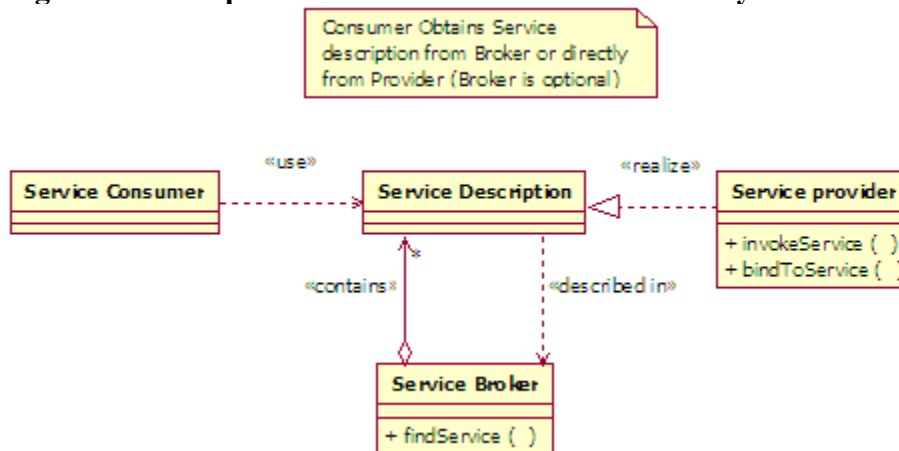 Consumer Obtains Service
description from Broker or directly
from Provider (Broker is optional)
«use»
«realize»
Service Consumer
Service Description
Service provider
+ invokeService ( )
+ bindToService ( )
*
«contains»
«described in»
Service Broker
+ findService ( )